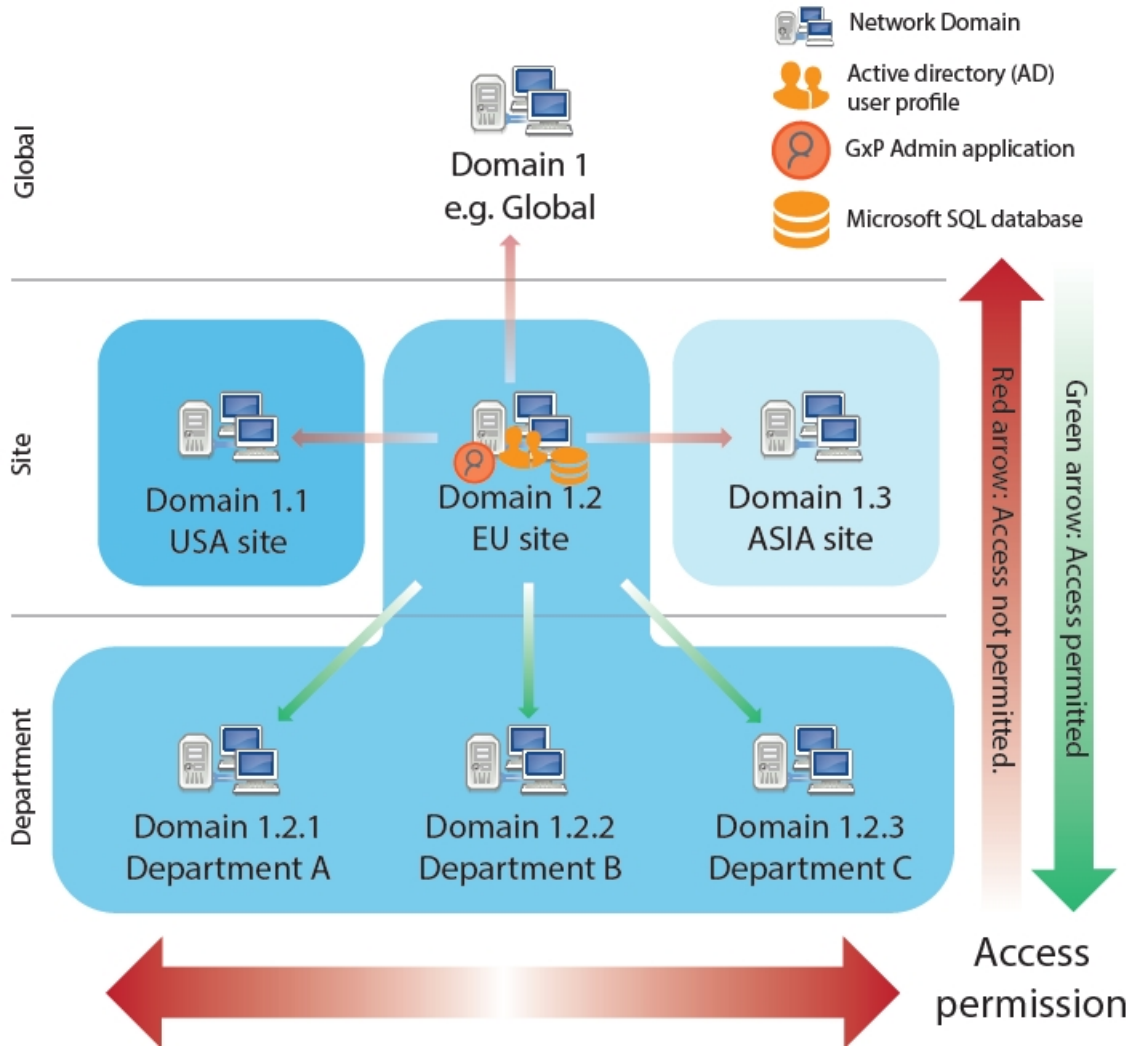 Network Domain
Active directory (AD)
user profile
GxP Admin application
Microsoft SQL database
Global
Domain 1
e.g. Global
Site
Domain 1.1
USA site
Domain 1.2
EU site
Domain 1.3
ASIA site
Department
Domain 1.2.1
Department A
Domain 1.2.2
Department B
Domain 1.2.3
Department C
Red arrow: Access not permitted.
Green arrow: Access permitted
Access
permission